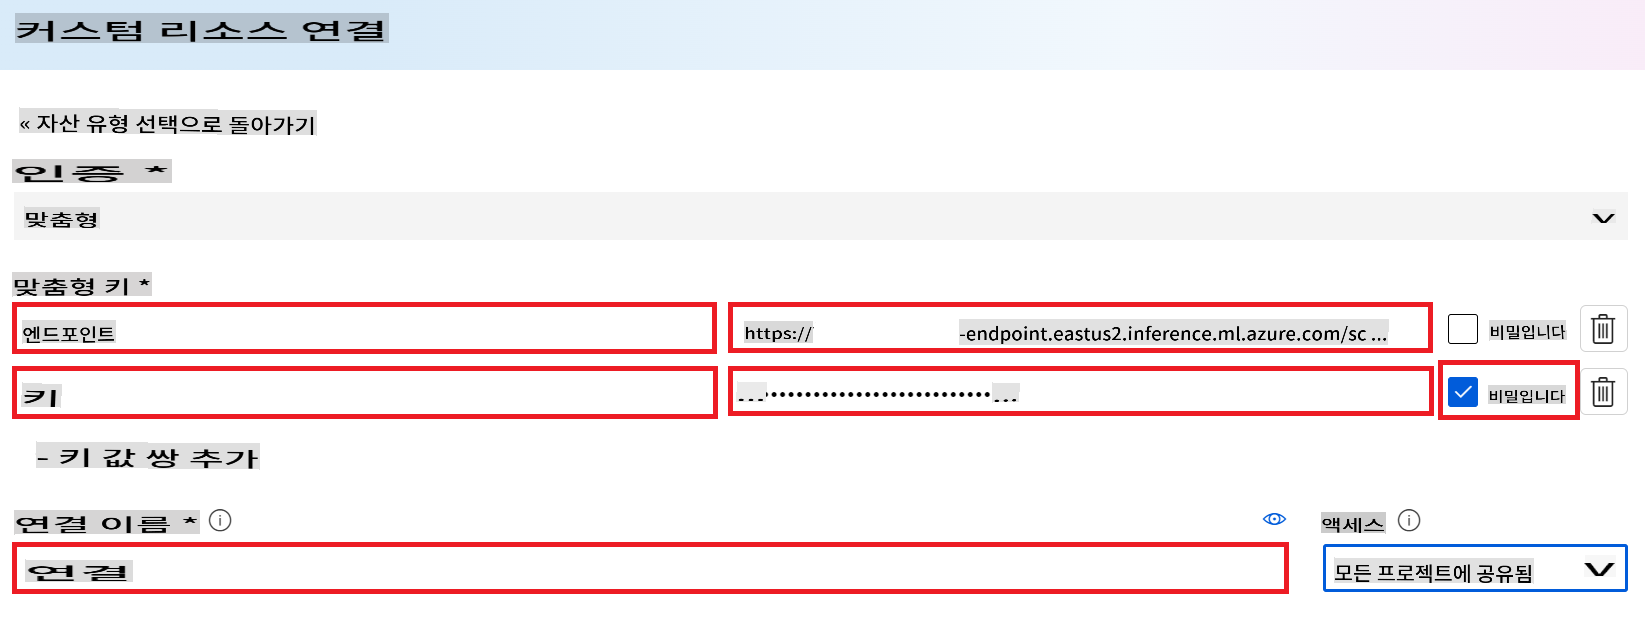 커스텀 리소스 연결
« 자산 유형 선택으로 돌아가기
인증 *
맞춤형
맞춤형 키 *
엔드포인트 https:// -endpoint.eastus2.inference.ml.azure.com/sc ... 비밀입니다
키 ...••••••••••••••••••••••••••••... 비밀입니다
- 키 값 쌍 추가
연결 이름 * 액세스
연결 모든 프로젝트에 공유됨